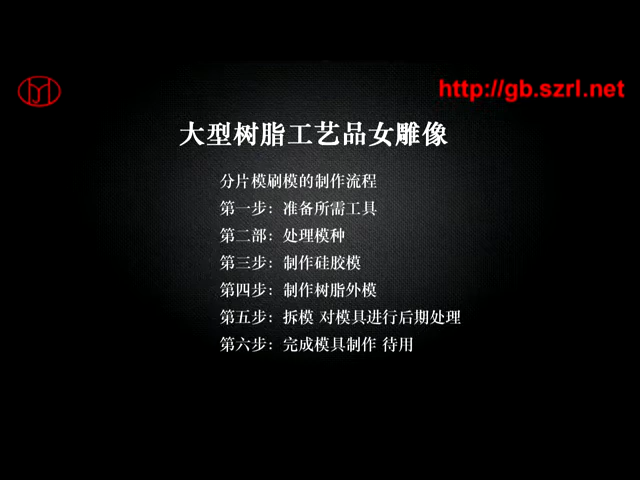 http://gb.szrl.net
大型树脂工艺品女雕像
分片模刷模的制作流程
第一步：准备所需工具
第二部：处理模种
第三步：制作硅胶模
第四步：制作树脂外模
第五步：拆模 对模具进行后期处理
第六步：完成模具制作 待用